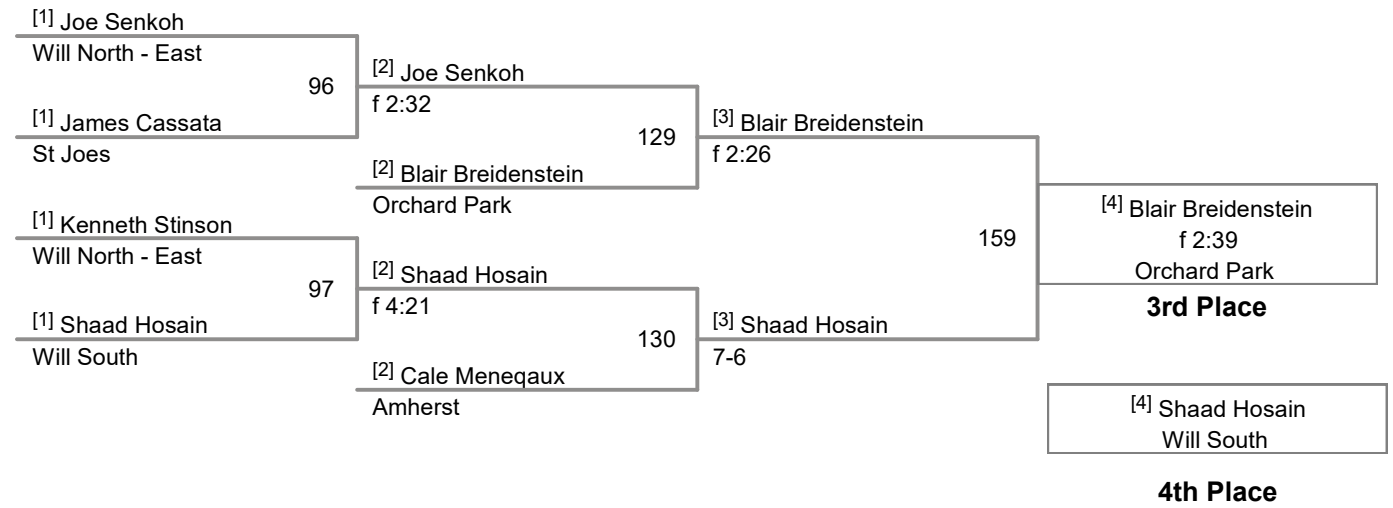 [1] Joe Senkoh
Will North - East
96
[1] James Cassata
St Joes
[1] Kenneth Stinson
Will North - East
97
[1] Shaad Hosain
Will South
[2] Joe Senkoh
f 2:32
129
[2] Blair Breidenstein
Orchard Park
[2] Shaad Hosain
f 4:21
130
[2] Cale Meneqaux
Amherst
[3] Blair Breidenstein
f 2:26
159
[3] Shaad Hosain
7-6
[4] Blair Breidenstein
f 2:39
Orchard Park
3rd Place
[4] Shaad Hosain
Will South
4th Place